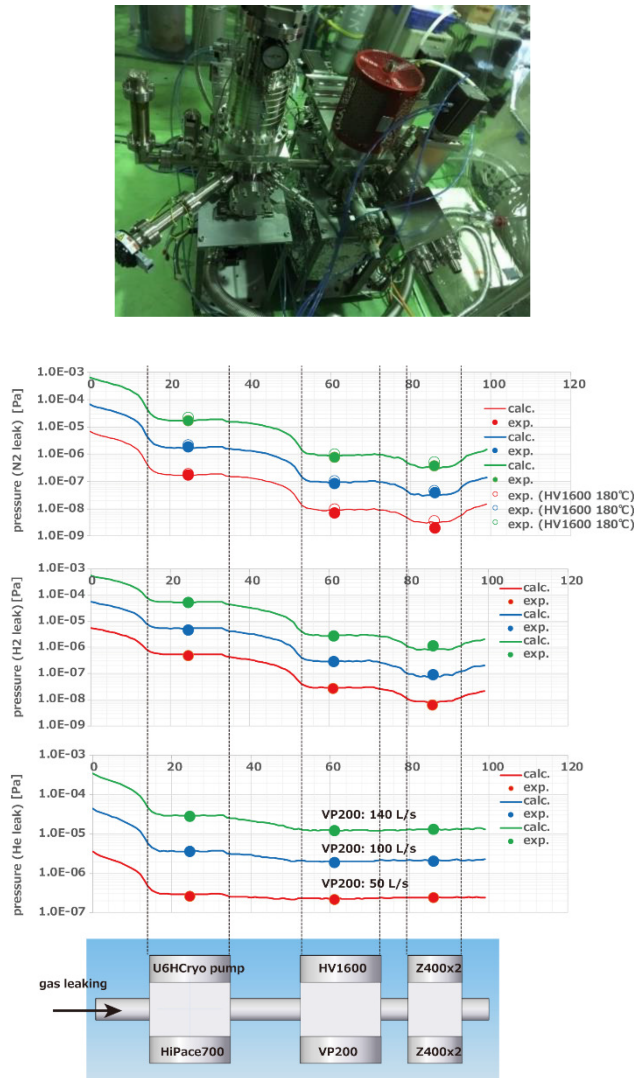 1.0E−03
0 20 40 60 80 100 120
1.0E−04
1.0E−05
1.0E−06
1.0E−07
1.0E−08
1.0E−09
pressure (N2 leak) [Pa]
calc.
exp.
calc.
exp.
calc.
exp.
exp. (HV1600 180℃)
exp. (HV1600 180℃)
exp. (HV1600 180℃)
1.0E−03
0 20 40 60 80 100 120
1.0E−04
1.0E−05
1.0E−06
1.0E−07
1.0E−08
1.0E−09
pressure (H2 leak) [Pa]
calc.
exp.
calc.
exp.
calc.
exp.
1.0E−03
0 20 40 60 80 100 120
1.0E−04
1.0E−05
1.0E−06
1.0E−07
pressure (He leak) [Pa]
calc.
exp.
calc.
exp.
calc.
exp.
VP200: 140 L/s
VP200: 100 L/s
VP200: 50 L/s
gas leaking
U6HCryo pump
HV1600
Z400x2
HiPace700
VP200
Z400x2